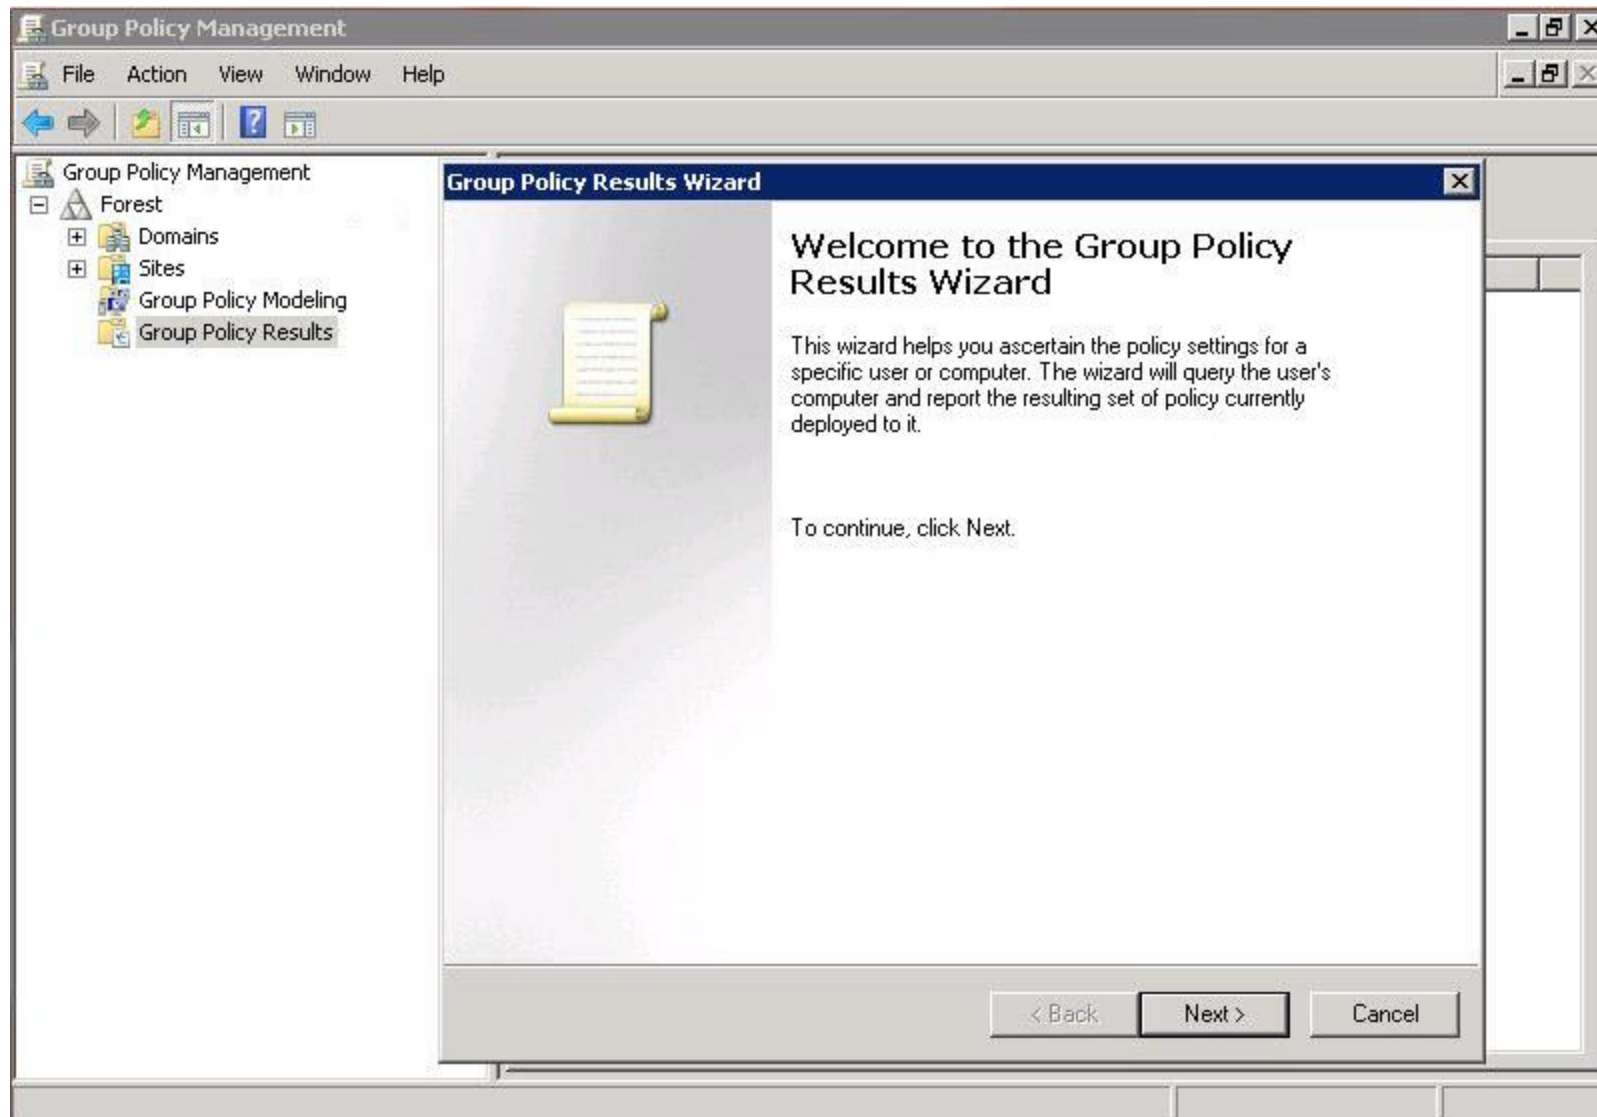 Group Policy Management
File Action View Window Help
Group Policy Management
Forest
Domains
Sites
Group Policy Modeling
Group Policy Results
Group Policy Results Wizard
Welcome to the Group Policy
Results Wizard
This wizard helps you ascertain the policy settings for a
specific user or computer. The wizard will query the user's
computer and report the resulting set of policy currently
deployed to it.
To continue, click Next.
< Back Next > Cancel